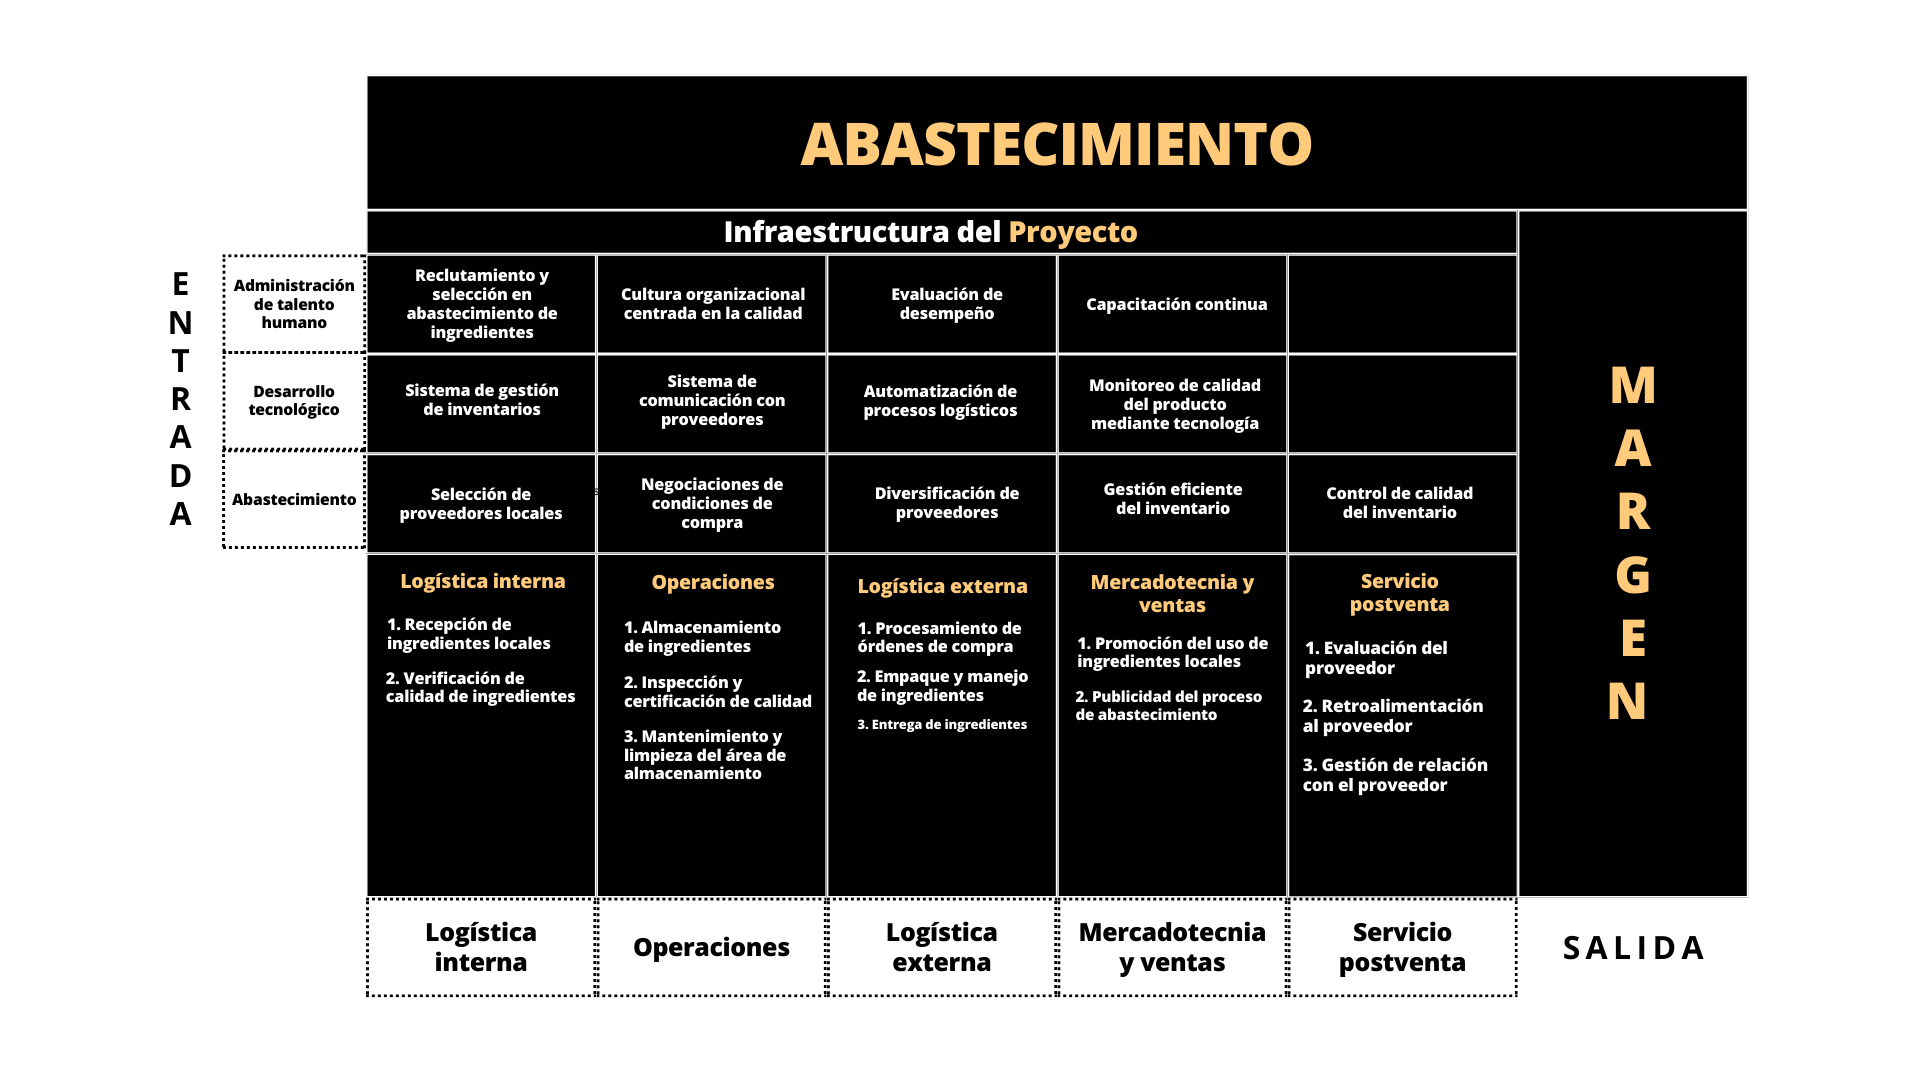 ABASTECIMIENTO
Infraestructura del Proyecto
ENTRADA
Administración
de talento
humano
Reclutamiento y
selección en
abastecimiento de
ingredientes
Cultura organizacional
centrada en la calidad
Evaluación de
desempeño
Capacitación continua
Desarrollo
tecnológico
Sistema de gestión
de inventarios
Sistema de
comunicación con
proveedores
Automatización de
procesos logísticos
Monitoreo de calidad
del producto
mediante tecnología
Abastecimiento
Selección de
proveedores locales
Negociaciones de
condiciones de
compra
Diversificación de
proveedores
Gestión eficiente
del inventario
Control de calidad
del inventario
MARGEN
Logística interna
1. Recepción de
ingredientes locales
2. Verificación de
calidad de ingredientes
Operaciones
1. Almacenamiento
de ingredientes
2. Inspección y
certificación de calidad
3. Mantenimiento y
limpieza del área de
almacenamiento
Logística externa
1. Procesamiento de
órdenes de compra
2. Empaque y manejo
de ingredientes
3. Entrega de ingredientes
Mercadotecnia y
ventas
1. Promoción del uso de
ingredientes locales
2. Publicidad del proceso
de abastecimiento
Servicio
postventa
1. Evaluación del
proveedor
2. Retroalimentación
al proveedor
3. Gestión de relación
con el proveedor
Logística
interna
Operaciones
Logística
externa
Mercadotecnia
y ventas
Servicio
postventa
SALIDA